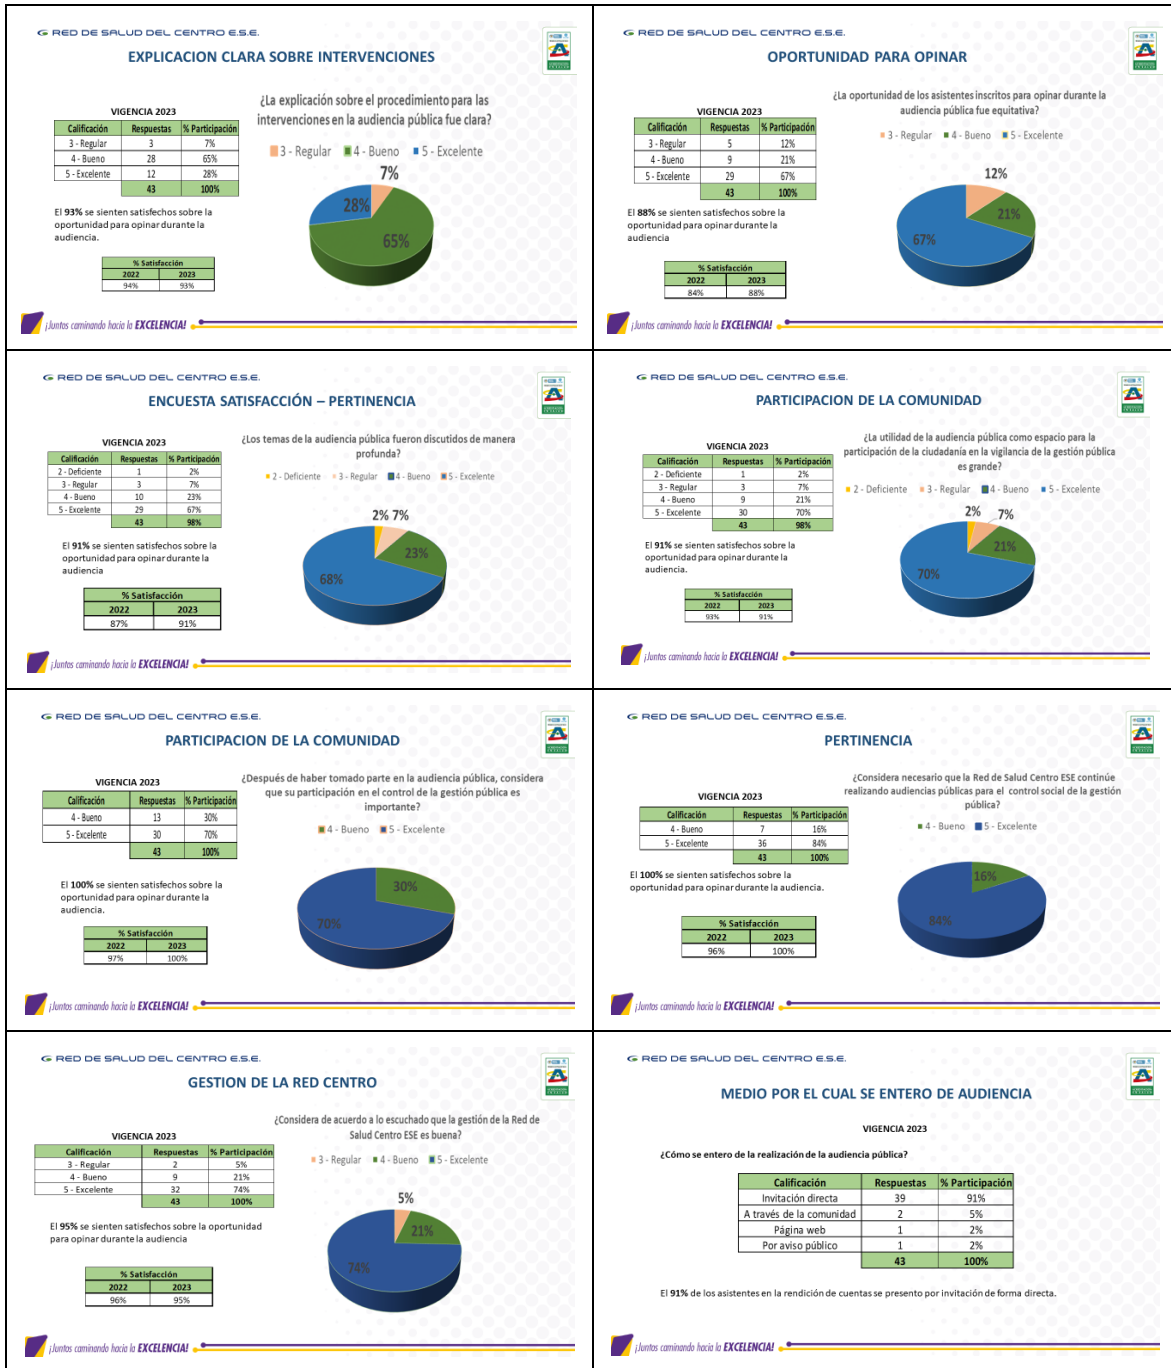 RED DE SALUD DEL CENTRO E.S.E.
EXPLICACION CLARA SOBRE INTERVENCIONES
¿La explicación sobre el procedimiento para las
intervenciones en la audiencia pública fue clara?
3 - Regular 4 - Bueno 5 - Excelente
VIGENCIA 2023
Calificación Respuestas % Participación
3 - Regular 3 7%
4 - Bueno 28 65%
5 - Excelente 12 28%
43 100%
7%
28%
65%
El 93% se sienten satisfechos sobre la
oportunidad para opinar durante la
audiencia.
% Satisfacción
2022 2023
94% 93%
¡Juntos caminando hacia la EXCELENCIA!
RED DE SALUD DEL CENTRO E.S.E.
OPORTUNIDAD PARA OPINAR
¿La oportunidad de los asistentes inscritos para opinar durante la
audiencia pública fue equitativa?
3 - Regular 4 - Bueno 5 - Excelente
VIGENCIA 2023
Calificación Respuestas % Participación
3 - Regular 5 12%
4 - Bueno 9 21%
5 - Excelente 29 67%
43 100%
12%
21%
67%
El 88% se sienten satisfechos sobre la
oportunidad para opinar durante la
audiencia
% Satisfacción
2022 2023
84% 88%
¡Juntos caminando hacia la EXCELENCIA!
RED DE SALUD DEL CENTRO E.S.E.
ENCUESTA SATISFACCIÓN – PERTINENCIA
¿Los temas de la audiencia pública fueron discutidos de manera
profunda?
2 - Deficiente 3 - Regular 4 - Bueno 5 - Excelente
VIGENCIA 2023
Calificación Respuestas % Participación
2 - Deficiente 1 2%
3 - Regular 3 7%
4 - Bueno 10 23%
5 - Excelente 29 67%
43 98%
2% 7%
23%
68%
El 91% se sienten satisfechos sobre la
oportunidad para opinar durante la
audiencia
% Satisfacción
2022 2023
87% 91%
¡Juntos caminando hacia la EXCELENCIA!
RED DE SALUD DEL CENTRO E.S.E.
PARTICIPACION DE LA COMUNIDAD
¿La utilidad de la audiencia pública como espacio para la
participación de la ciudadanía en la vigilancia de la gestión pública
es grande?
2 - Deficiente 3 - Regular 4 - Bueno 5 - Excelente
VIGENCIA 2023
Calificación Respuestas % Participación
2 - Deficiente 1 2%
3 - Regular 3 7%
4 - Bueno 9 21%
5 - Excelente 30 70%
43 98%
2% 7%
21%
70%
El 91% se sienten satisfechos sobre la
oportunidad para opinar durante la
audiencia.
% Satisfacción
2022 2023
93% 91%
¡Juntos caminando hacia la EXCELENCIA!
RED DE SALUD DEL CENTRO E.S.E.
PARTICIPACION DE LA COMUNIDAD
¿Después de haber tomado parte en la audiencia pública, considera
que su participación en el control de la gestión pública es
importante?
4 - Bueno 5 - Excelente
VIGENCIA 2023
Calificación Respuestas % Participación
4 - Bueno 13 30%
5 - Excelente 30 70%
43 100%
30%
70%
El 100% se sienten satisfechos sobre la
oportunidad para opinar durante la
audiencia.
% Satisfacción
2022 2023
97% 100%
¡Juntos caminando hacia la EXCELENCIA!
RED DE SALUD DEL CENTRO E.S.E.
PERTINENCIA
¿Considera necesario que la Red de Salud Centro ESE continúe
realizando audiencias públicas para el control social de la gestión
pública?
4 - Bueno 5 - Excelente
VIGENCIA 2023
Calificación Respuestas % Participación
4 - Bueno 7 16%
5 - Excelente 36 84%
43 100%
16%
84%
El 100% se sienten satisfechos sobre la
oportunidad para opinar durante la audiencia.
% Satisfacción
2022 2023
96% 100%
¡Juntos caminando hacia la EXCELENCIA!
RED DE SALUD DEL CENTRO E.S.E.
GESTION DE LA RED CENTRO
¿Considera de acuerdo a lo escuchado que la gestión de la Red de
Salud Centro ESE es buena?
3 - Regular 4 - Bueno 5 - Excelente
VIGENCIA 2023
Calificación Respuestas % Participación
3 - Regular 2 5%
4 - Bueno 9 21%
5 - Excelente 32 74%
43 100%
5%
21%
74%
El 95% se sienten satisfechos sobre la oportunidad
para opinar durante la audiencia
% Satisfacción
2022 2023
96% 95%
¡Juntos caminando hacia la EXCELENCIA!
RED DE SALUD DEL CENTRO E.S.E.
MEDIO POR EL CUAL SE ENTERO DE AUDIENCIA
VIGENCIA 2023
¿Cómo se entero de la realización de la audiencia pública?
Calificación Respuestas % Participación
Invitación directa 39 91%
A través de la comunidad 2 5%
Página web 1 2%
Por aviso público 1 2%
43 100%
El 91% de los asistentes en la rendición de cuentas se presento por invitación de forma directa.
¡Juntos caminando hacia la EXCELENCIA!